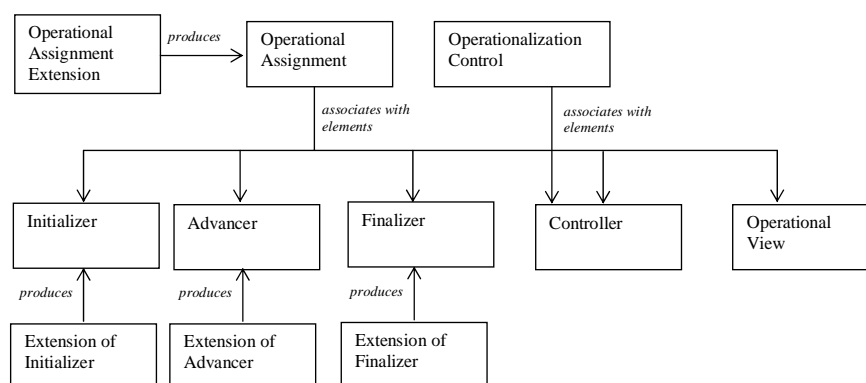 Operational
Assignment
Extension
produces
Operational
Assignment
Operationalization
Control
associates with
elements
associates with
elements
Initializer
Advancer
Finalizer
Controller
Operational
View
produces
produces
produces
Extension of
Initializer
Extension of
Advancer
Extension of
Finalizer